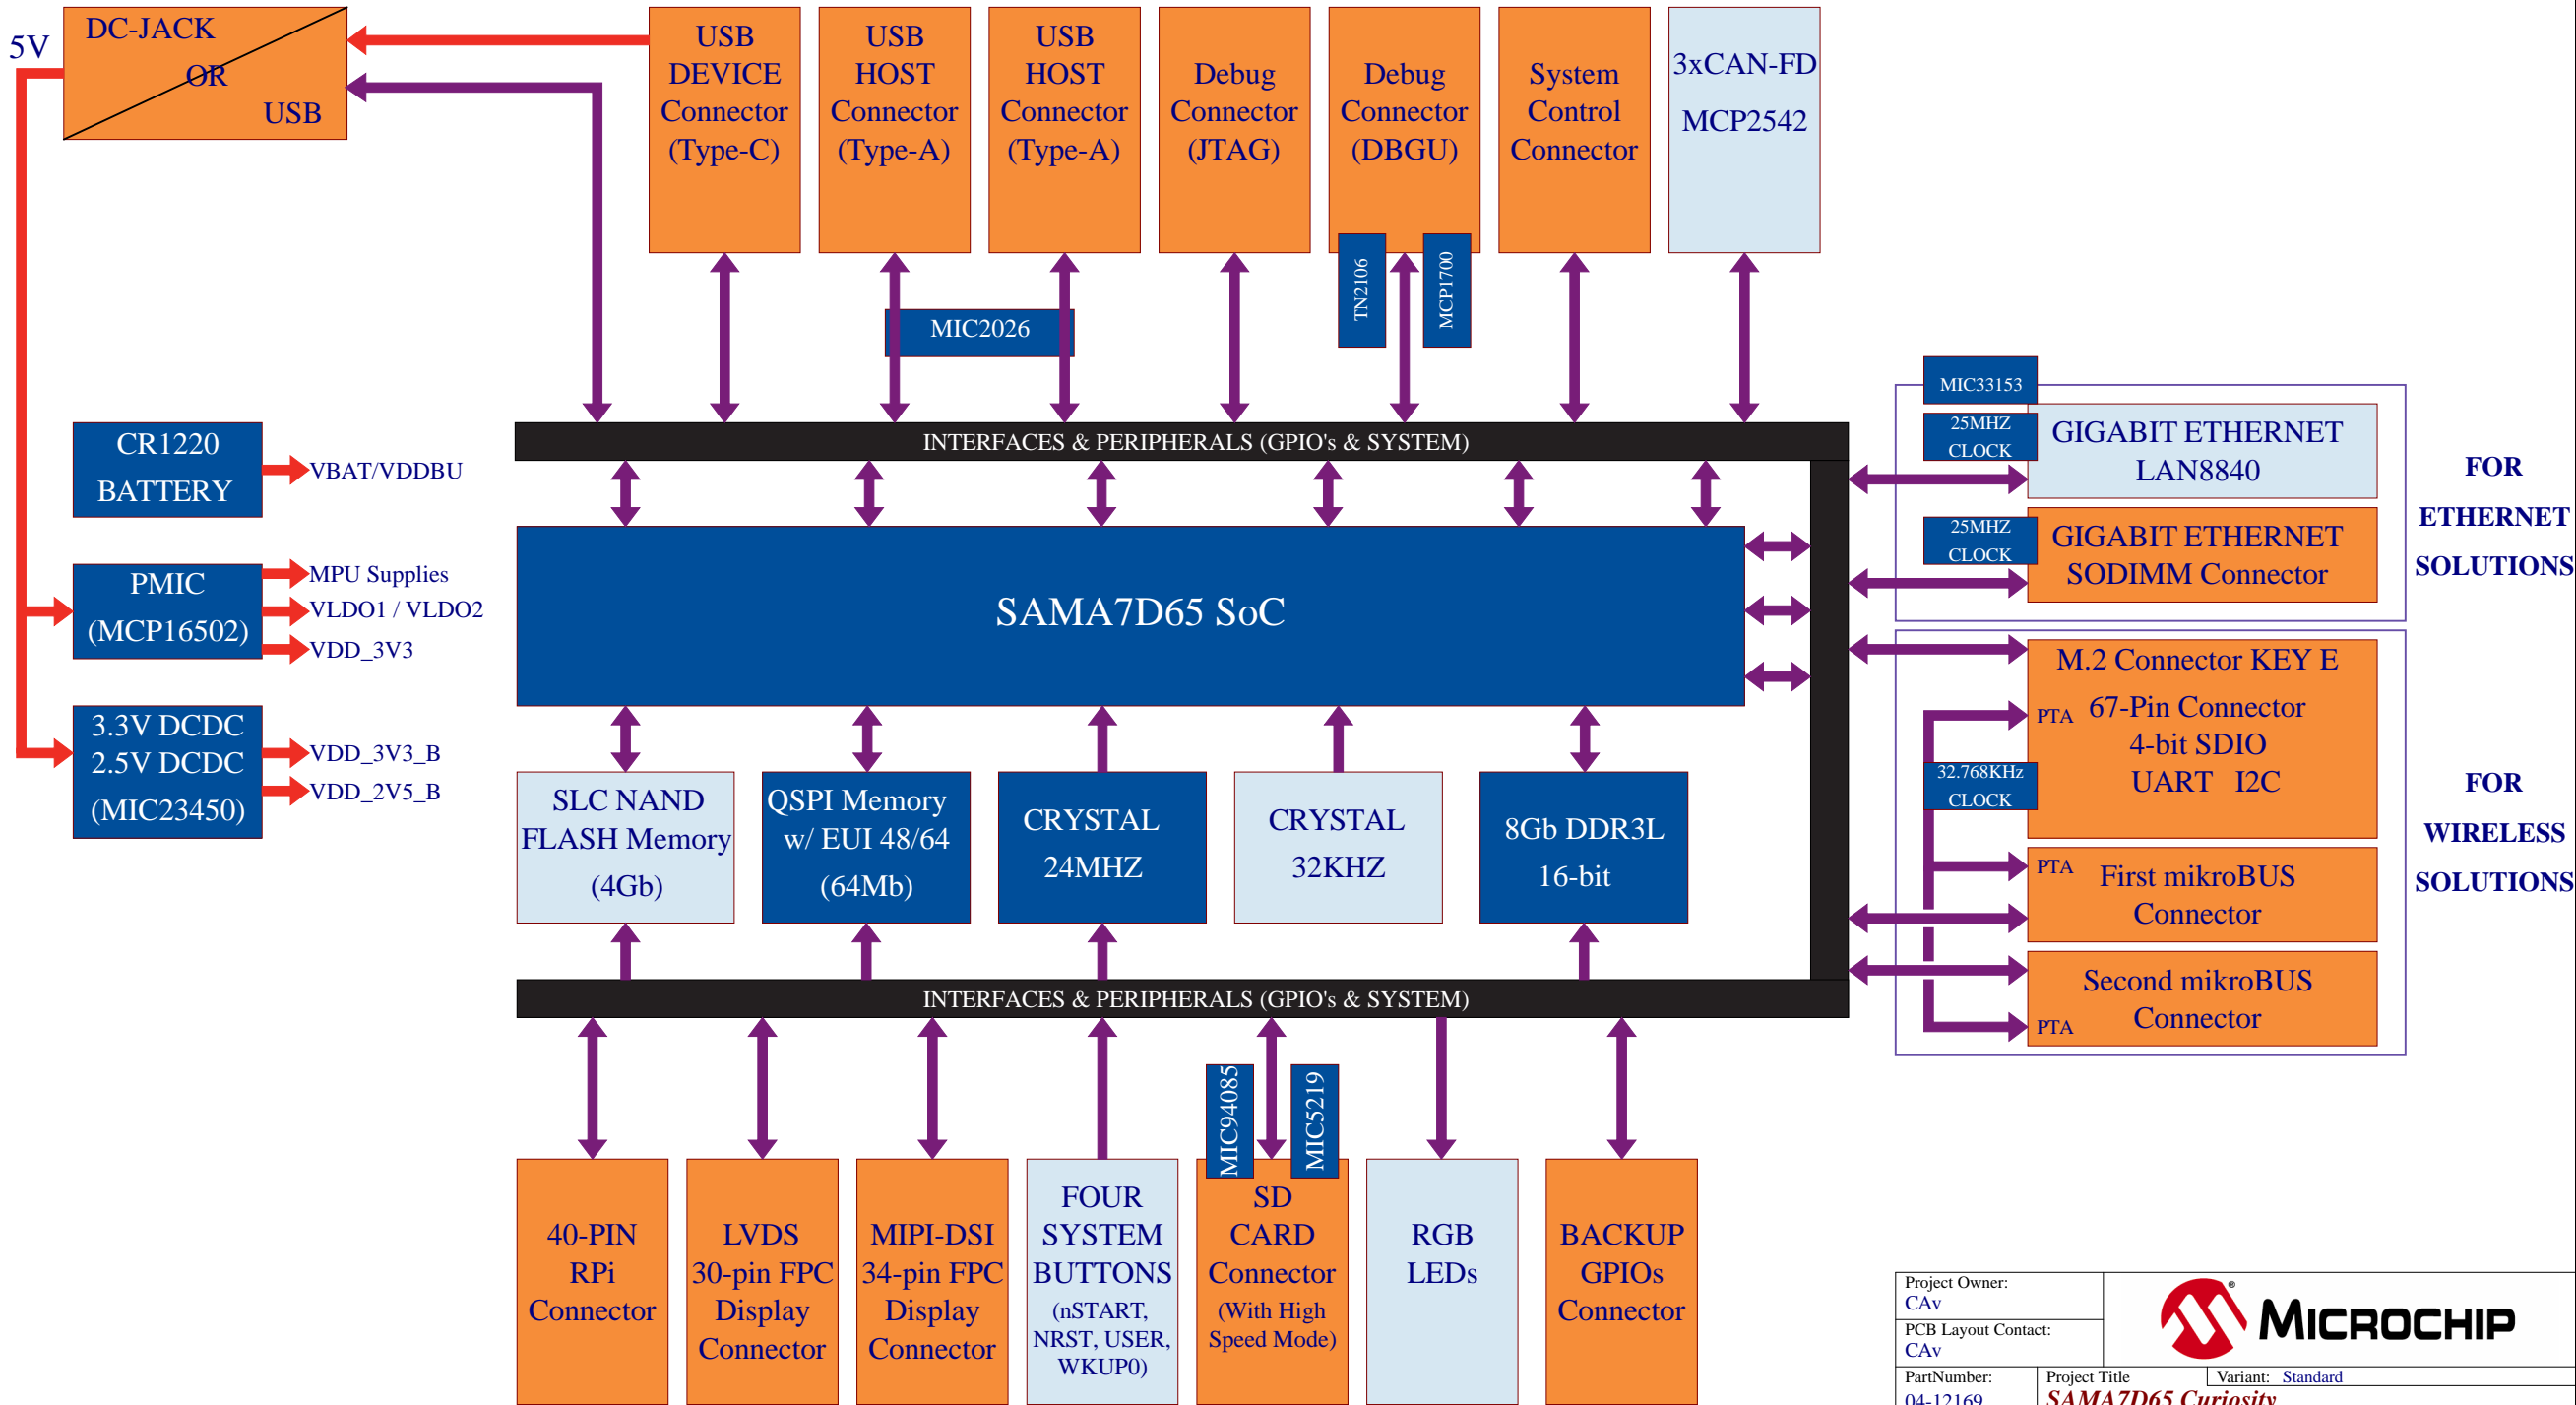 5V
DC-JACK
OR
USB
USB
DEVICE
Connector
(Type-C)
USB
HOST
Connector
(Type-A)
USB
HOST
Connector
(Type-A)
Debug
Connector
(JTAG)
Debug
Connector
(DBGU)
System
Control
Connector
3xCAN-FD
MCP2542
TN2106
MCP1700
MIC2026
CR1220
BATTERY
VBAT/VDDBU
PMIC
(MCP16502)
MPU Supplies
VLDO1 / VLDO2
VDD_3V3
3.3V DCDC
2.5V DCDC
(MIC23450)
VDD_3V3_B
VDD_2V5_B
INTERFACES & PERIPHERALS (GPIO's & SYSTEM)
SAMA7D65 SoC
SLC NAND
FLASH Memory
(4Gb)
QSPI Memory
w/ EUI 48/64
(64Mb)
CRYSTAL
24MHZ
CRYSTAL
32KHZ
8Gb DDR3L
16-bit
INTERFACES & PERIPHERALS (GPIO's & SYSTEM)
MIC33153
25MHZ
CLOCK
GIGABIT ETHERNET
LAN8840
25MHZ
CLOCK
GIGABIT ETHERNET
SODIMM Connector
FOR
ETHERNET
SOLUTIONS
M.2 Connector KEY E
PTA
67-Pin Connector
4-bit SDIO
UART I2C
32.768KHz
CLOCK
PTA
First mikroBUS
Connector
Second mikroBUS
Connector
PTA
FOR
WIRELESS
SOLUTIONS
40-PIN
RPi
Connector
LVDS
30-pin FPC
Display
Connector
MIPI-DSI
34-pin FPC
Display
Connector
FOUR
SYSTEM
BUTTONS
(nSTART,
NRST, USER,
WKUP0)
MIC94085
MIC5219
SD
CARD
Connector
(With High
Speed Mode)
RGB
LEDs
BACKUP
GPIOs
Connector
Project Owner:
CAv
PCB Layout Contact:
CAv
MICROCHIP
®
PartNumber:
04-12169
Project Title
Variant: Standard
SAMA7D65 Curiosity